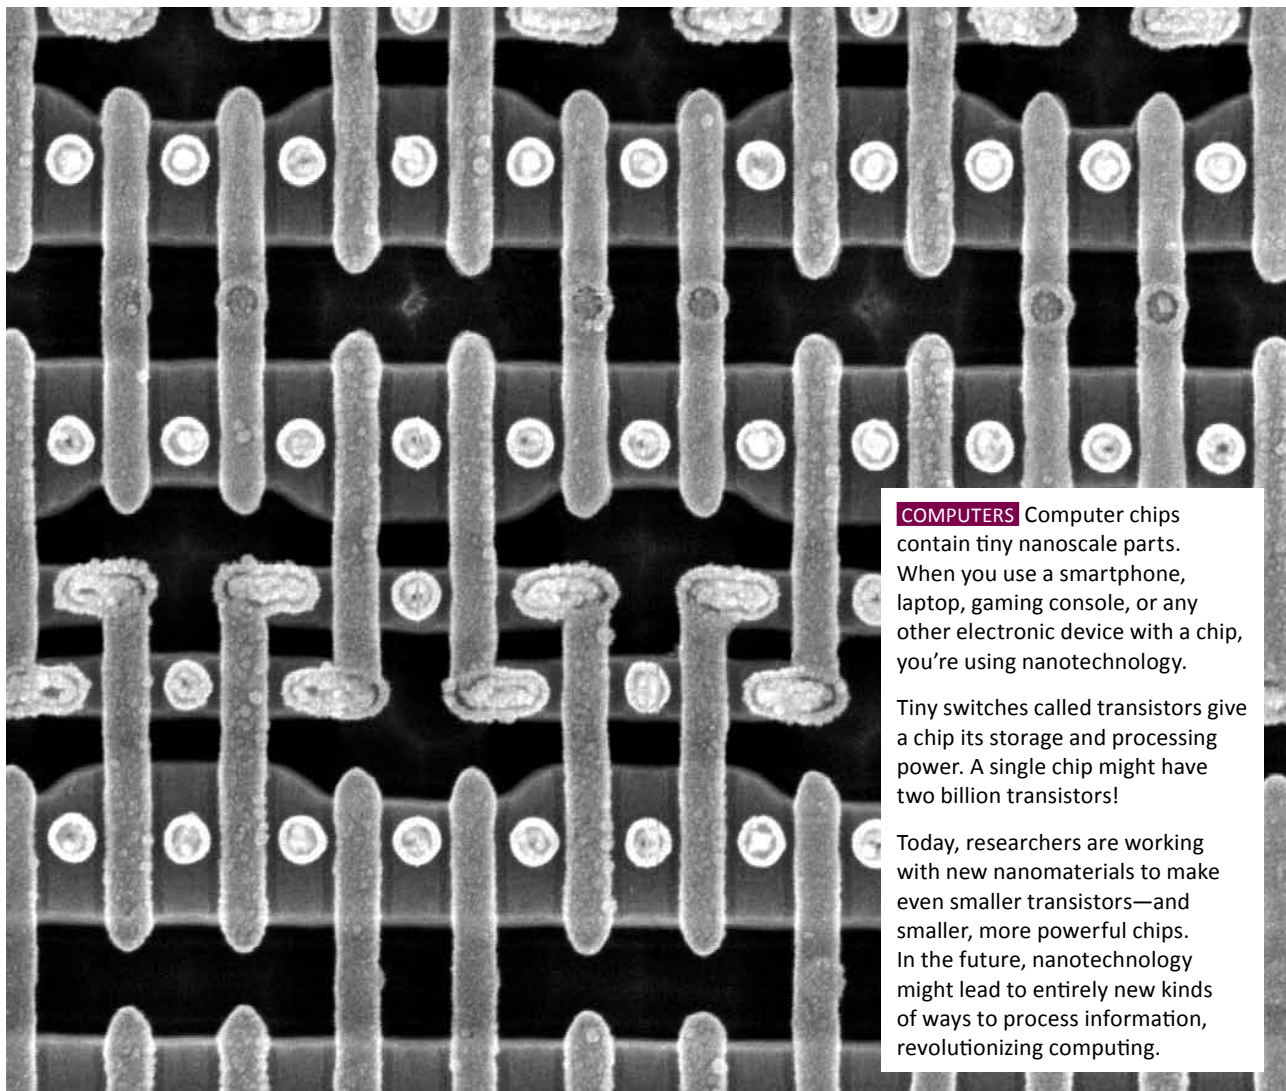 COMPUTERS Computer chips
contain tiny nanoscale parts.
When you use a smartphone,
laptop, gaming console, or any
other electronic device with a chip,
you’re using nanotechnology.
Tiny switches called transistors give
a chip its storage and processing
power. A single chip might have
two billion transistors!
Today, researchers are working
with new nanomaterials to make
even smaller transistors—and
smaller, more powerful chips.
In the future, nanotechnology
might lead to entirely new kinds
of ways to process information,
revolutionizing computing.